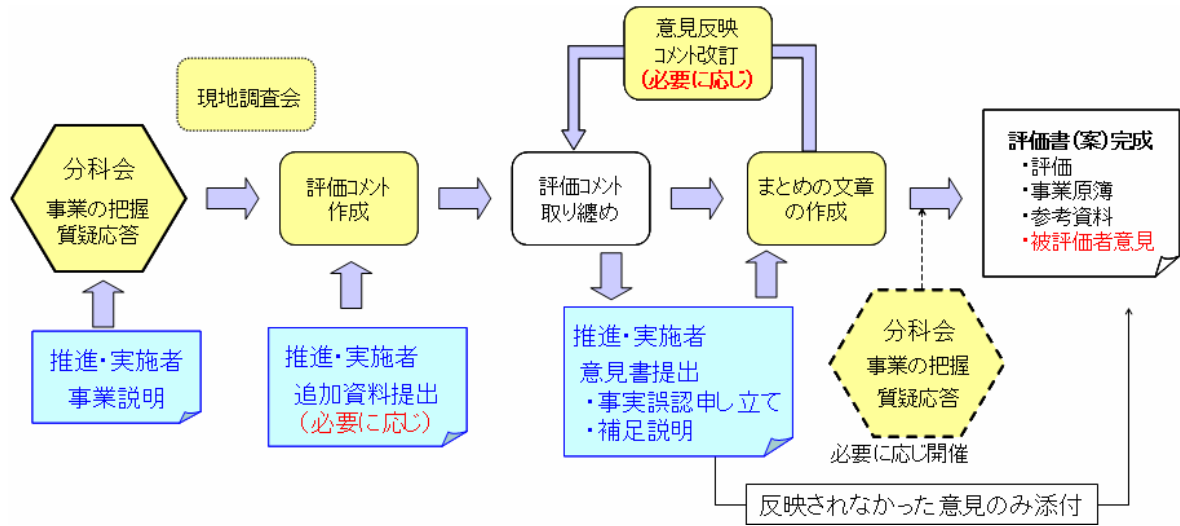 意見反映
コメント改訂
(必要に応じ)
現地調査会
分科会
事業の把握
質疑応答
評価コメント
作成
評価コメント
取り纏め
まとめの文章
の作成
評価書(案)完成
・評価
・事業原簿
・参考資料
・被評価者意見
推進・実施者
事業説明
推進・実施者
追加資料提出
(必要に応じ)
推進・実施者
意見書提出
・事実誤認申し立て
・補足説明
分科会
事業の把握
質疑応答
必要に応じ開催
反映されなかった意見のみ添付